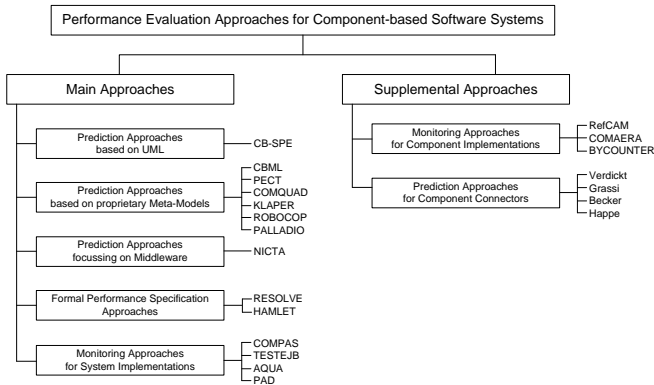 Performance Evaluation Approaches for Component-based Software Systems
Main Approaches
Prediction Approaches
based on UML
CB-SPE
Prediction Approaches
based on proprietary Meta-Models
CBML
PECT
COMQUAD
KLAPER
ROBOCOP
PALLADIO
Prediction Approaches
focussing on Middleware
NICTA
Formal Performance Specification
Approaches
RESOLVE
HAMLET
Monitoring Approaches
for System Implementations
COMPAS
TESTEJB
AQUA
PAD
Supplemental Approaches
Monitoring Approaches
for Component Implementations
RefCAM
COMAERA
BYCOUNTER
Prediction Approaches
for Component Connectors
Verdickt
Grassi
Becker
Happe